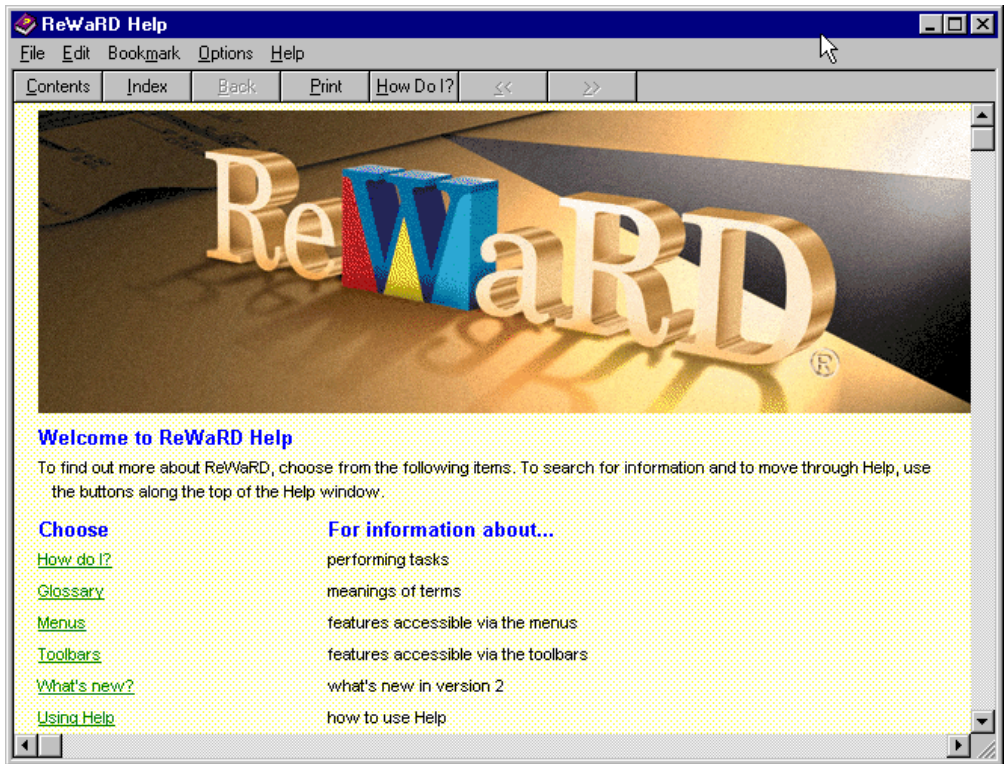 ReWaRD Help
File Edit Bookmark Options Help
Contents Index Back Print How Do I? << >>
ReWaRD ®
Welcome to ReWaRD Help
To find out more about ReWaRD, choose from the following items. To search for information and to move through Help, use
the buttons along the top of the Help window.
Choose For information about...
How do I? performing tasks
Glossary meanings of terms
Menus features accessible via the menus
Toolbars features accessible via the toolbars
What's new? what's new in version 2
Using Help how to use Help